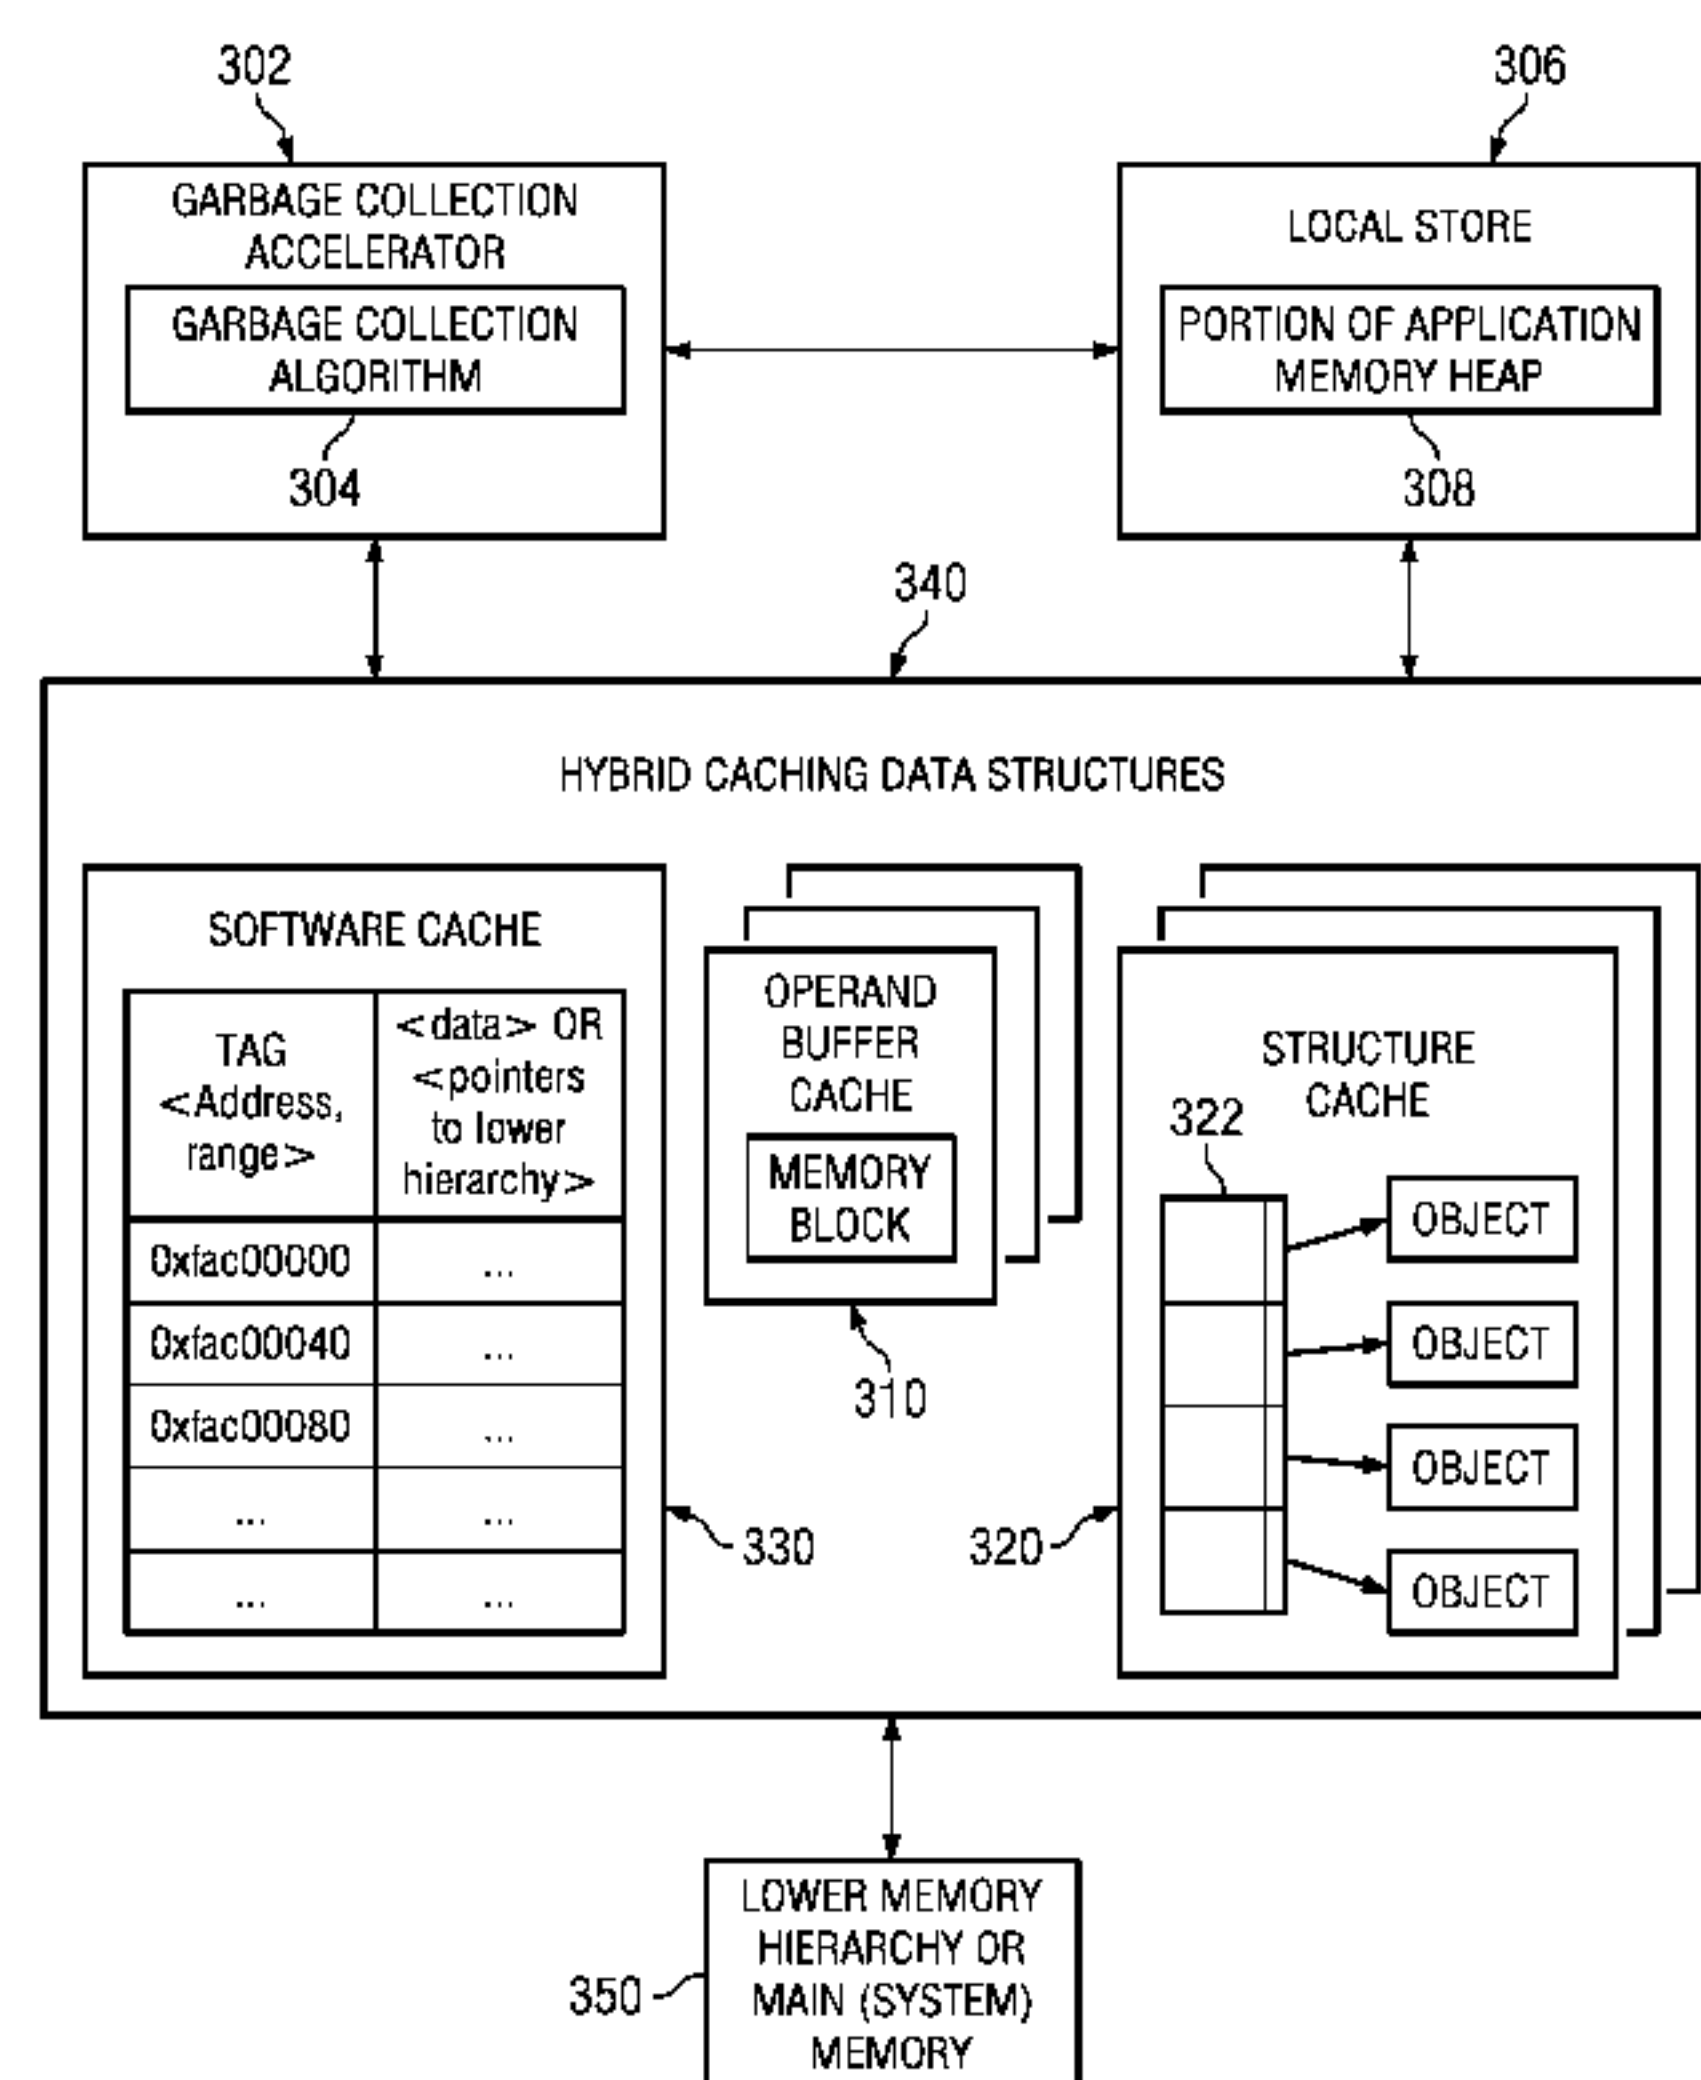 302
306
GARBAGE COLLECTION
ACCELERATOR
GARBAGE COLLECTION
ALGORITHM
304
LOCAL STORE
PORTION OF APPLICATION
MEMORY HEAP
308
340
HYBRID CACHING DATA STRUCTURES
SOFTWARE CACHE
TAG
<Address,
range>
<data> OR
<pointers
to lower
hierarchy>
0xfac00000
...
0xfac00040
...
0xfac00080
...
...
...
...
...
330
OPERAND
BUFFER
CACHE
MEMORY
BLOCK
310
STRUCTURE
CACHE
322
OBJECT
OBJECT
OBJECT
OBJECT
320
LOWER MEMORY
HIERARCHY OR
MAIN (SYSTEM)
MEMORY
350